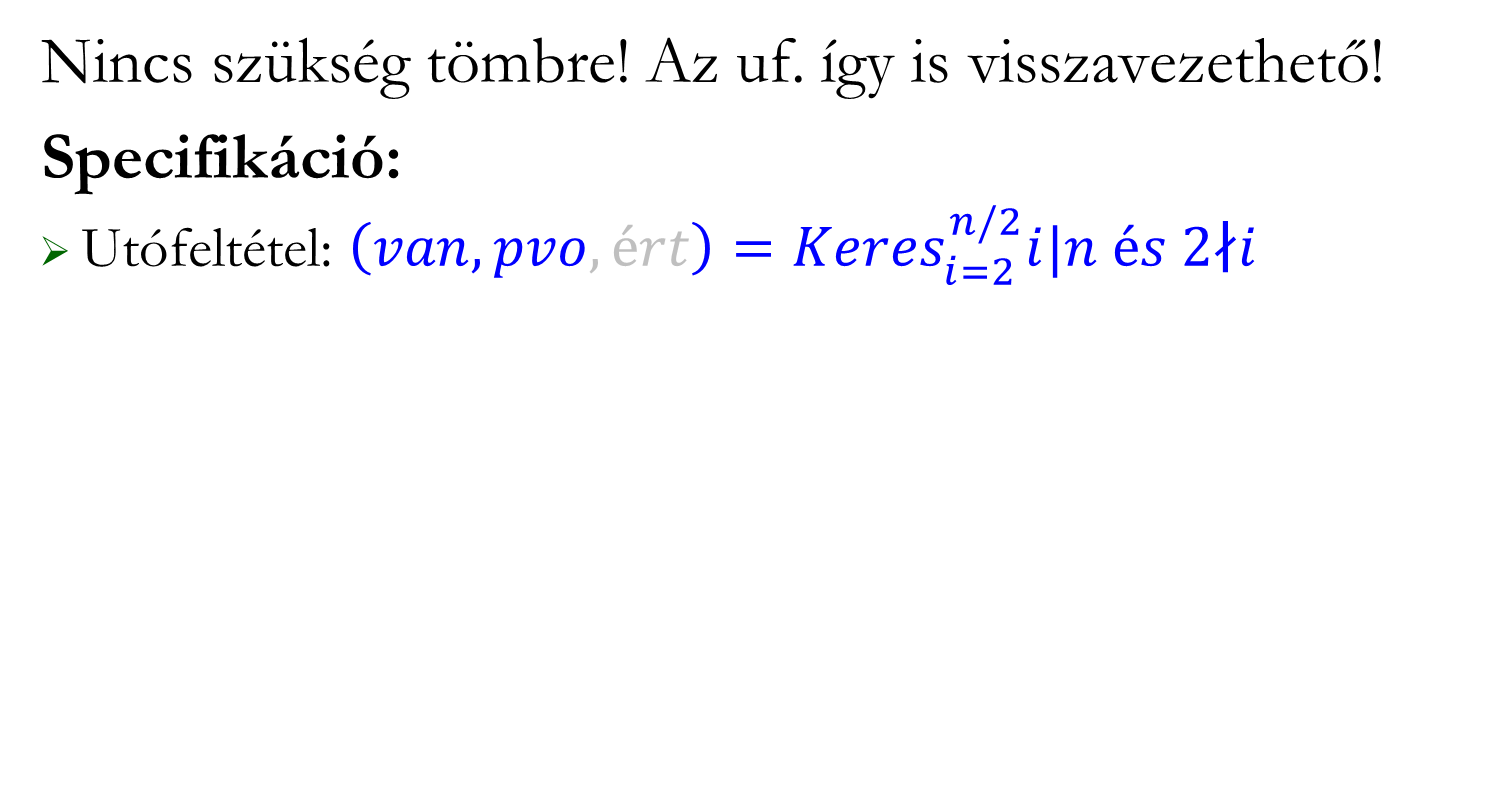 Nincs szükség tömbre! Az uf. így is visszavezethető!
Specifikáció:
➢ Utófeltétel: (van, pvo, ért) = Keres_{i=2}^{n/2} i|n és 2∤i